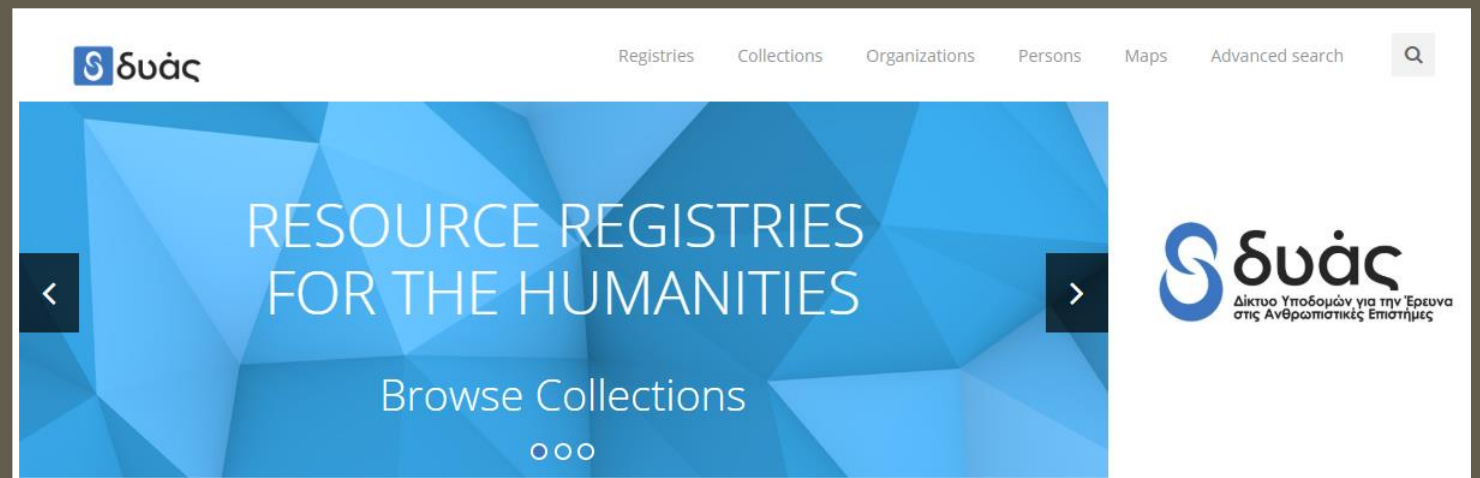 δυάς
Registries Collections Organizations Persons Maps Advanced search
RESOURCE REGISTRIES
FOR THE HUMANITIES
Browse Collections
δυάς
Δίκτυο Υποδομών για την Έρευνα
στις Ανθρωπιστικές Επιστήμες